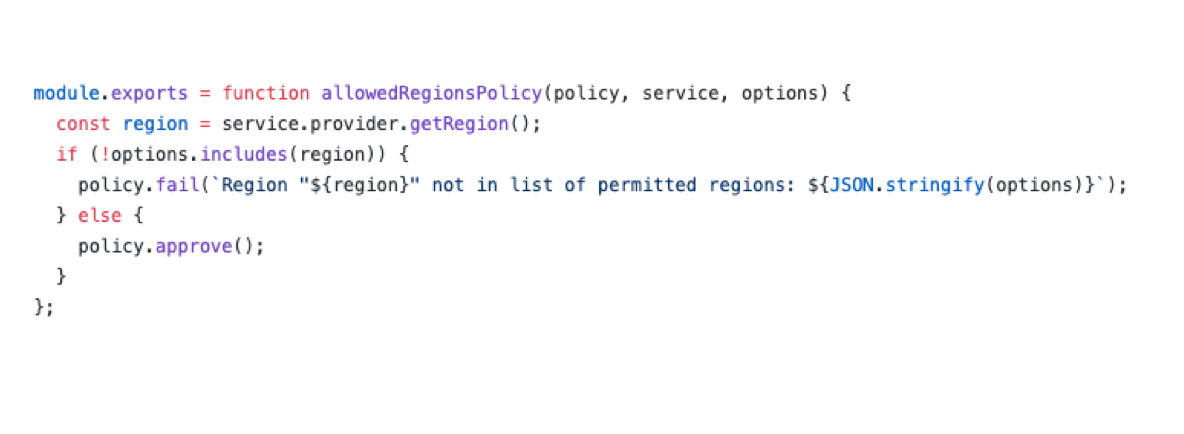 module.exports = function allowedRegionsPolicy(policy, service, options) {
  const region = service.provider.getRegion();
  if (!options.includes(region)) {
    policy.fail(`Region "${region}" not in list of permitted regions: ${JSON.stringify(options)}`);
  } else {
    policy.approve();
  }
};